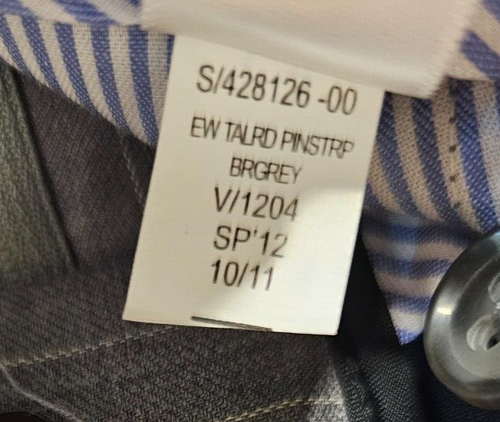 S/428126 -00
EW TALRD PINSTRP
BRGREY
V/1204
SP'12
10/11